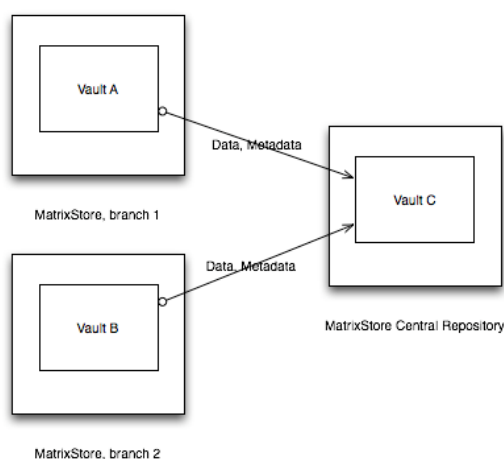 Vault A
Data, Metadata
MatrixStore, branch 1
Vault C
Data, Metadata
Vault B
MatrixStore Central Repository
MatrixStore, branch 2